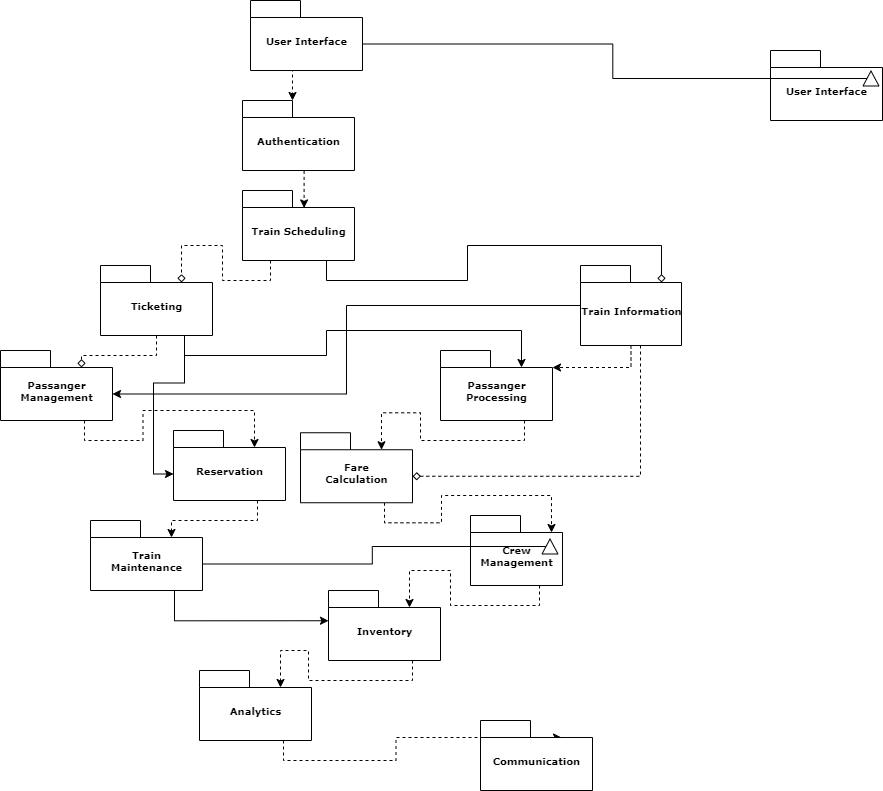 User Interface
User Interface
Authentication
Train Scheduling
Ticketing
Train Information
Passanger
Management
Passanger
Processing
Reservation
Fare
Calculation
Train
Maintenance
Crew
Management
Inventory
Analytics
Communication